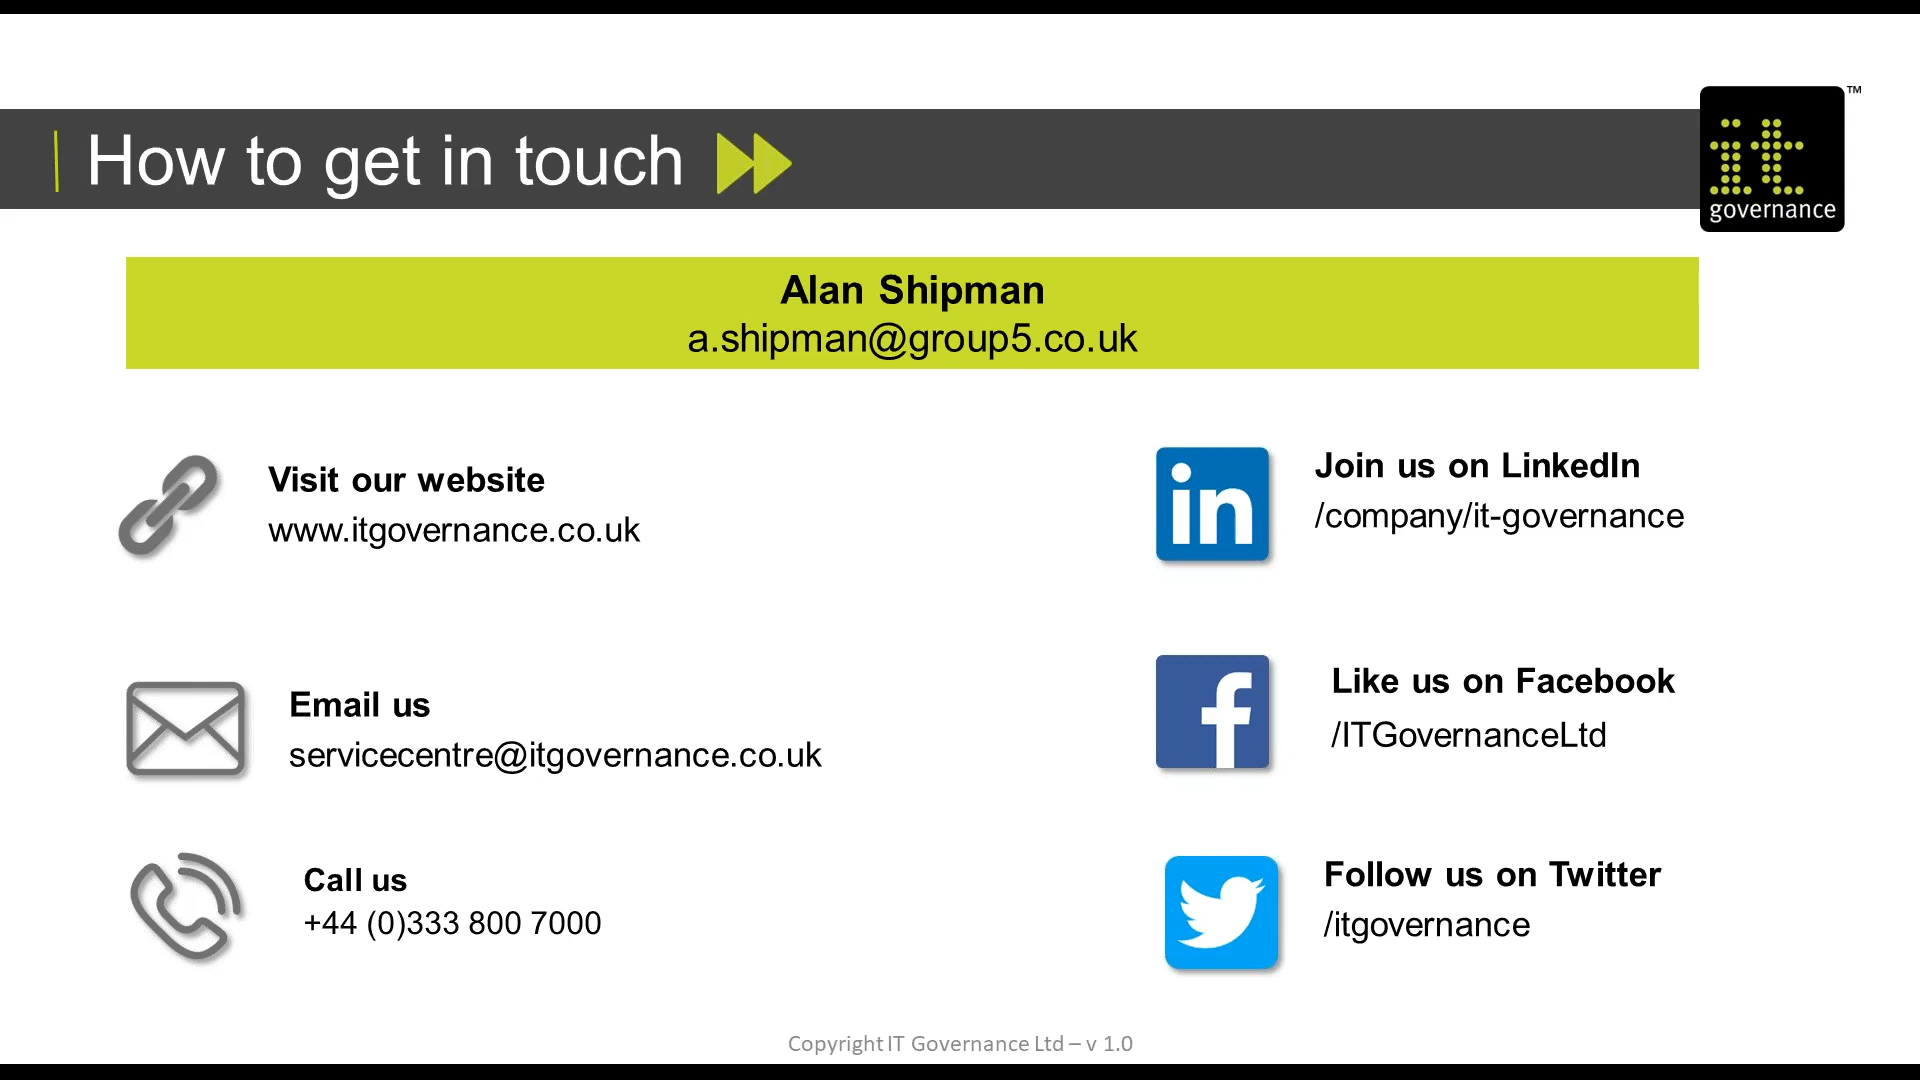 How to get in touch
it
governance
TM
Alan Shipman
a.shipman@group5.co.uk
Visit our website
www.itgovernance.co.uk
Email us
servicecentre@itgovernance.co.uk
Call us
+44 (0)333 800 7000
in
Join us on LinkedIn
/company/it-governance
f
Like us on Facebook
/ITGovernanceLtd
Follow us on Twitter
/itgovernance
Copyright IT Governance Ltd – v 1.0